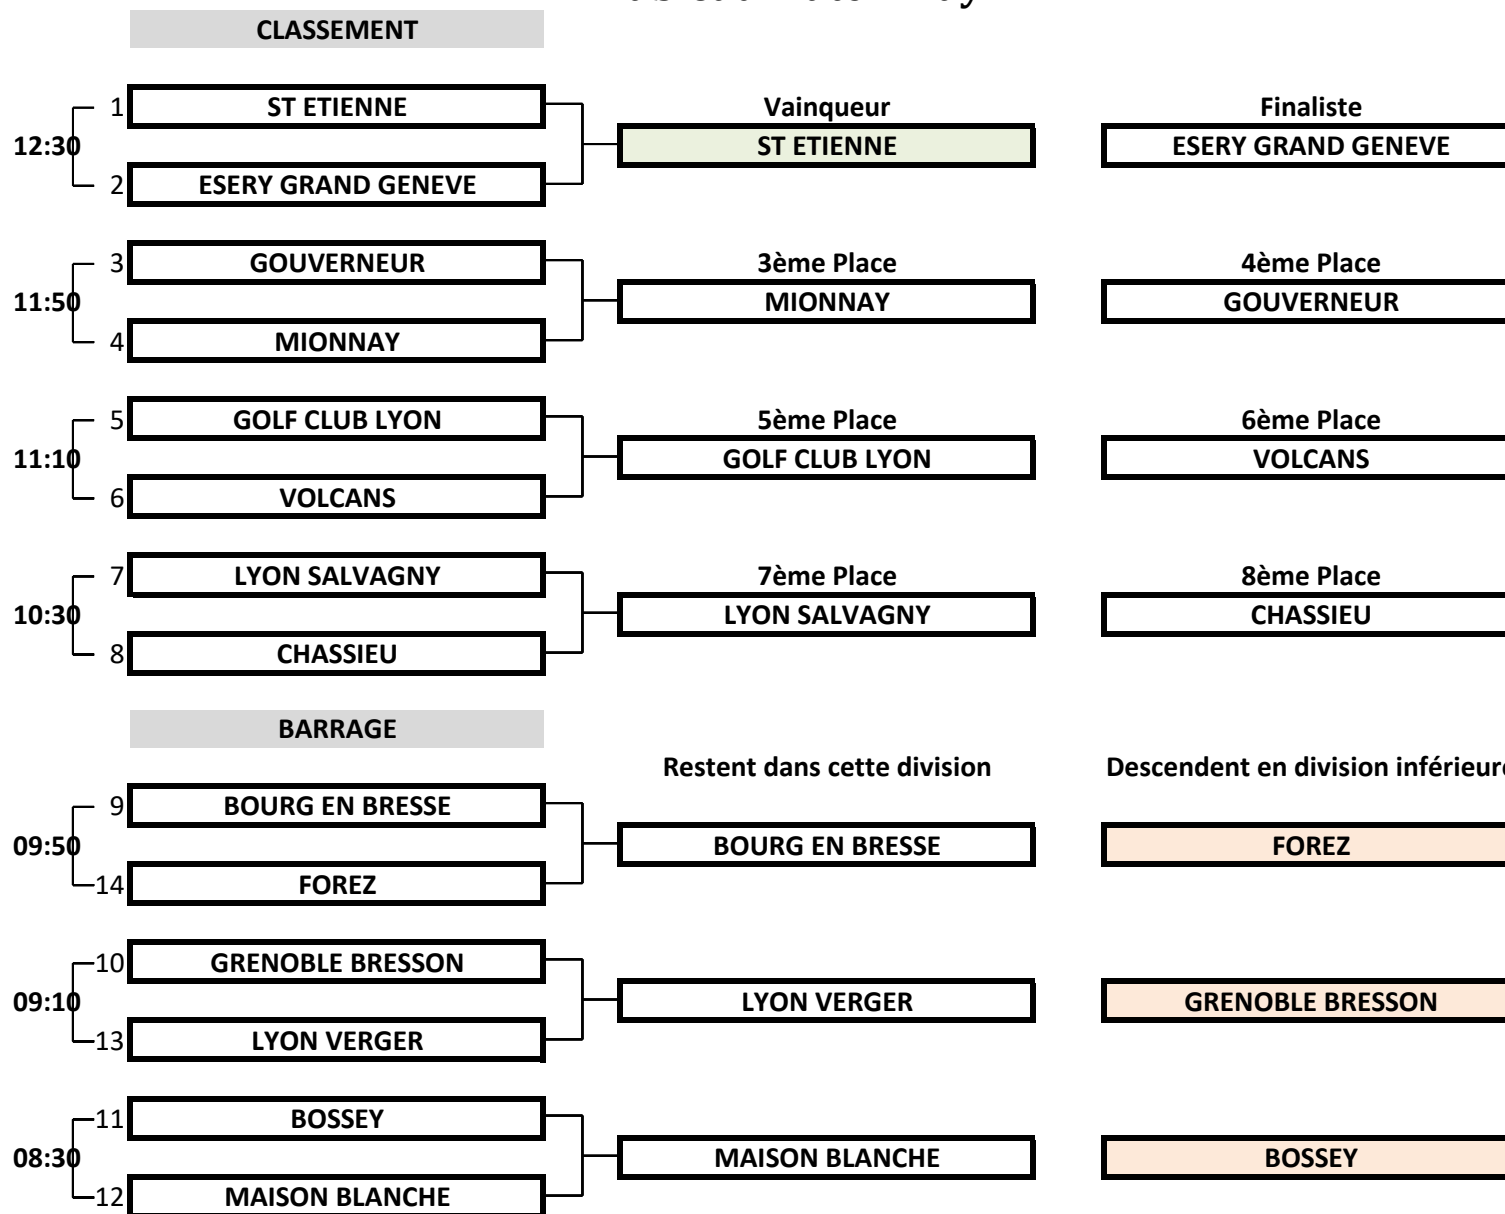 CLASSEMENT
1 ST ETIENNE Vainqueur Finaliste
12:30 ST ETIENNE ESERY GRAND GENEVE
2 ESERY GRAND GENEVE
3 GOUVERNEUR 3ème Place 4ème Place
11:50 MIONNAY GOUVERNEUR
4 MIONNAY
5 GOLF CLUB LYON 5ème Place 6ème Place
11:10 GOLF CLUB LYON VOLCANS
6 VOLCANS
7 LYON SALVAGNY 7ème Place 8ème Place
10:30 LYON SALVAGNY CHASSIEU
8 CHASSIEU
BARRAGE
Restent dans cette division Descendent en division inférieure
9 BOURG EN BRESSE
09:50 BOURG EN BRESSE FOREZ
14 FOREZ
10 GRENOBLE BRESSON
09:10 LYON VERGER GRENOBLE BRESSON
13 LYON VERGER
11 BOSSEY
08:30 MAISON BLANCHE BOSSEY
12 MAISON BLANCHE